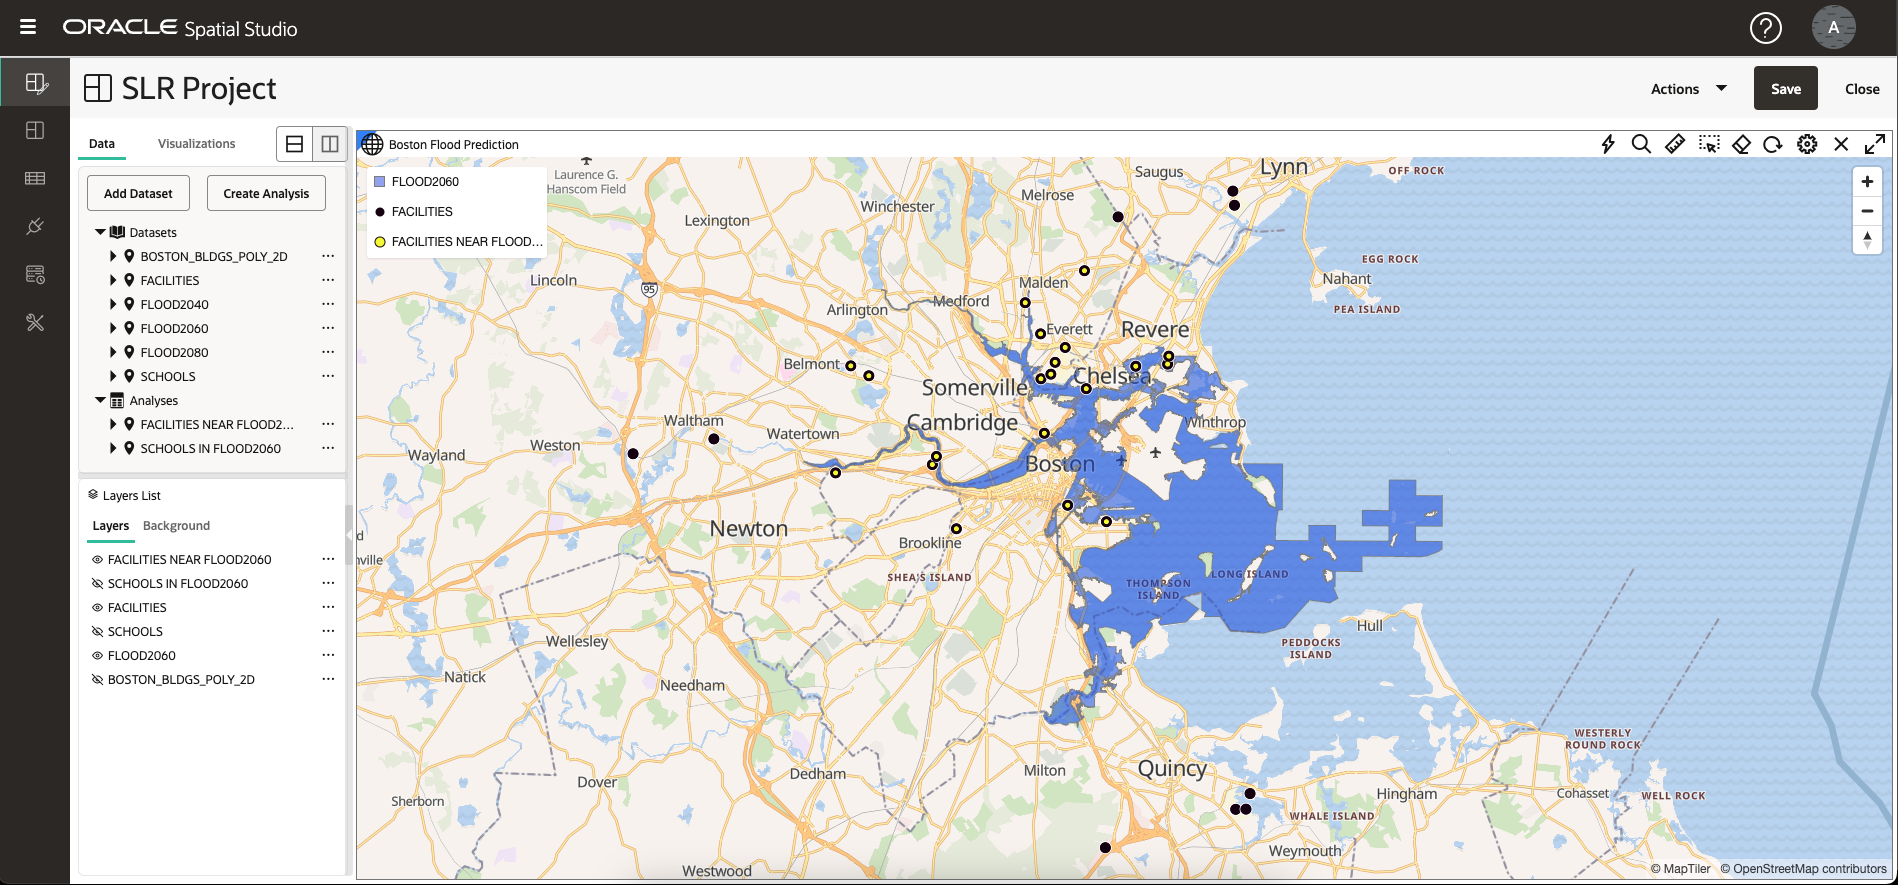 ORACLE Spatial Studio
A
SLR Project
Actions
Save
Close
Data
Visualizations
Add Dataset
Create Analysis
Datasets
BOSTON_BLDGS_POLY_2D
FACILITIES
FLOOD2040
FLOOD2060
FLOOD2080
SCHOOLS
Analyses
FACILITIES NEAR FLOOD2...
SCHOOLS IN FLOOD2060
Layers List
Layers
Background
FACILITIES NEAR FLOOD2060
SCHOOLS IN FLOOD2060
FACILITIES
SCHOOLS
FLOOD2060
BOSTON_BLDGS_POLY_2D
Boston Flood Prediction
FLOOD2060
FACILITIES
FACILITIES NEAR FLOOD...
Laurence G.
Hanscom Field
Lexington
Winchester
Melrose
Saugus
Lynn
OFF ROCK
EGG ROCK
Nahant
PEA ISLAND
Lincoln
95
Malden
Medford
Arlington
Everett
Revere
Belmont
Chelsea
Somerville
Cambridge
Waltham
Watertown
Winthrop
Weston
Wayland
Boston
Newton
Brookline
SHEA'S ISLAND
THOMPSON
ISLAND
LONG ISLAND
Hull
PEDDOCKS
ISLAND
Wellesley
Natick
Needham
WESTERLY
ROUND ROCK
Quincy
Milton
Dover
Dedham
Sherborn
Hingham
Cohasset
WELL ROCK
WHALE ISLAND
Weymouth
Westwood
© MapTiler © OpenStreetMap contributors